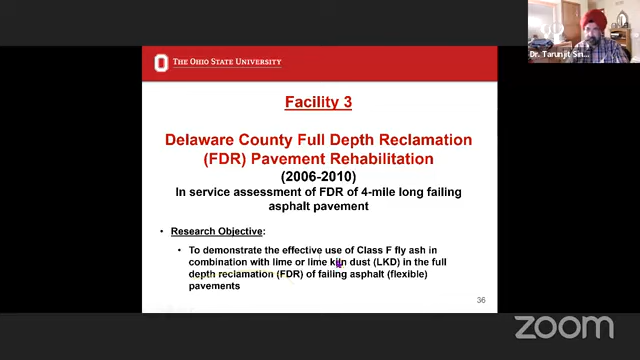 THE OHIO STATE UNIVERSITY
Facility 3
Delaware County Full Depth Reclamation
(FDR) Pavement Rehabilitation
(2006-2010)
In service assessment of FDR of 4-mile long failing
asphalt pavement
• Research Objective:
• To demonstrate the effective use of Class F fly ash in
combination with lime or lime kiln dust (LKD) in the full
depth reclamation (FDR) of failing asphalt (flexible)
pavements
36
Dr. Tarunjit Sin...
zoom